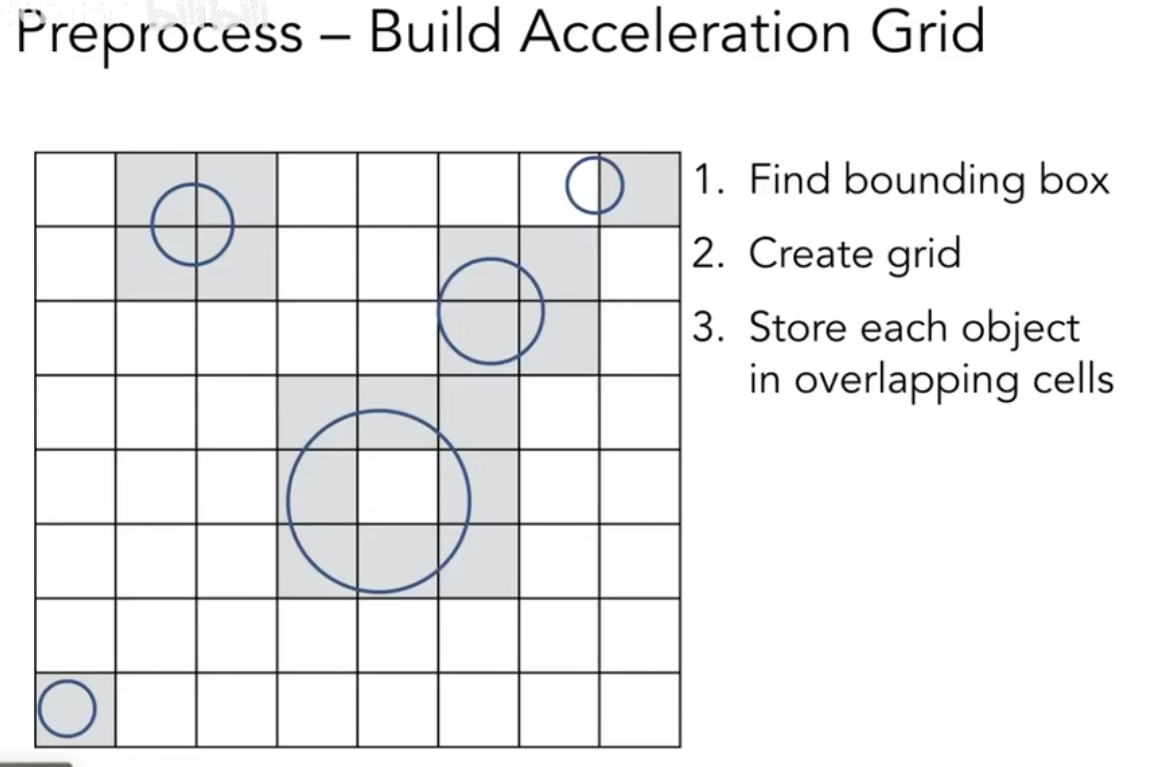 Preprocess – Build Acceleration Grid
1. Find bounding box
2. Create grid
3. Store each object
in overlapping cells